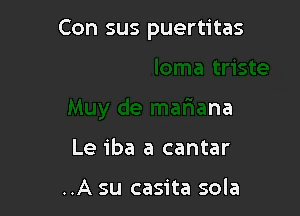 Con sus puertitas
loma triste
Muy de mañana
Le iba a cantar
..A su casita sola